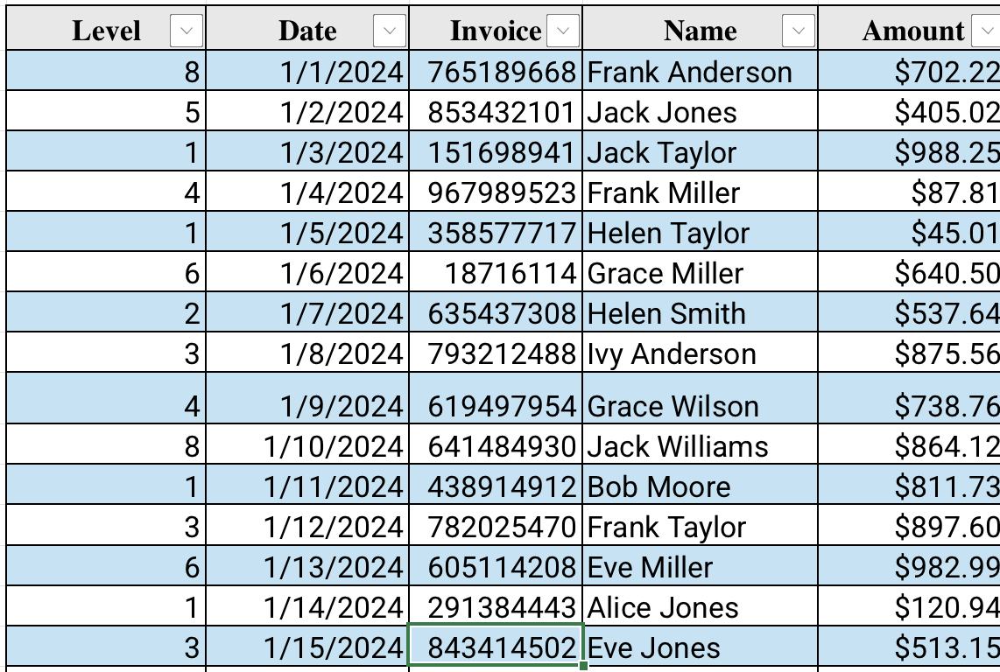 Level Date Invoice Name Amount
8 1/1/2024 765189668 Frank Anderson $702.22
5 1/2/2024 853432101 Jack Jones $405.02
1 1/3/2024 151698941 Jack Taylor $988.25
4 1/4/2024 967989523 Frank Miller $87.81
1 1/5/2024 358577717 Helen Taylor $45.01
6 1/6/2024 18716114 Grace Miller $640.50
2 1/7/2024 635437308 Helen Smith $537.64
3 1/8/2024 793212488 Ivy Anderson $875.56
4 1/9/2024 619497954 Grace Wilson $738.76
8 1/10/2024 641484930 Jack Williams $864.12
1 1/11/2024 438914912 Bob Moore $811.73
3 1/12/2024 782025470 Frank Taylor $897.60
6 1/13/2024 605114208 Eve Miller $982.99
1 1/14/2024 291384443 Alice Jones $120.94
3 1/15/2024 843414502 Eve Jones $513.15